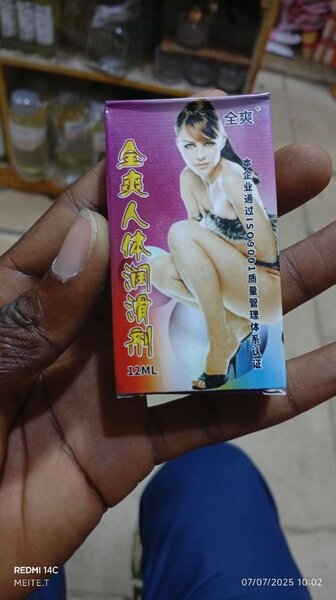 全爽®
全爽人体润滑剂
12ML
本企业通过ISO9001质量管理体系认证
REDMI 14C
MEITE.T
07/07/2025 10:02